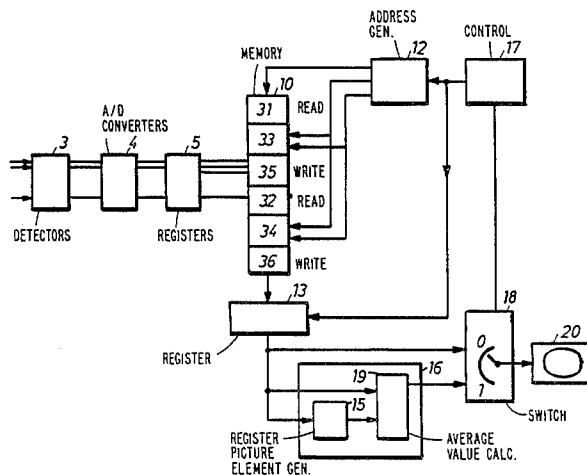 ADDRESS
GEN.
12
CONTROL
17
MEMORY
10
31
READ
A/D
CONVERTERS
3
4
5
33
35
WRITE
32
READ
34
DETECTORS
REGISTERS
36
WRITE
13
18
REGISTER
0
20
16
19
1
15
SWITCH
REGISTER
PICTURE
ELEMENT GEN.
AVERAGE
VALUE CALC.